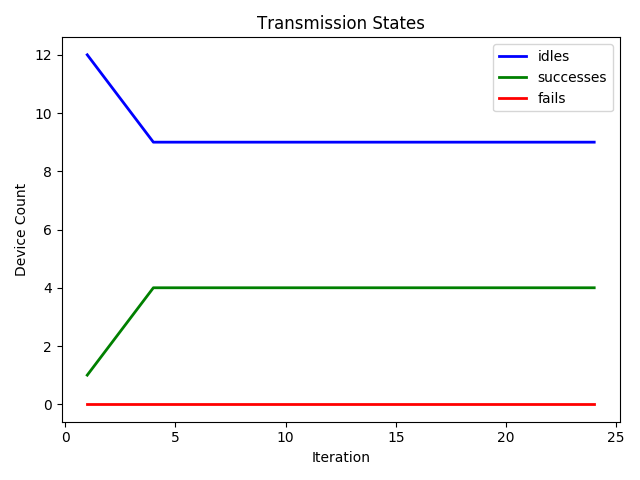 Transmission States
idles
successes
fails
Device Count
12
10
8
6
4
2
0
0 5 10 15 20 25
Iteration